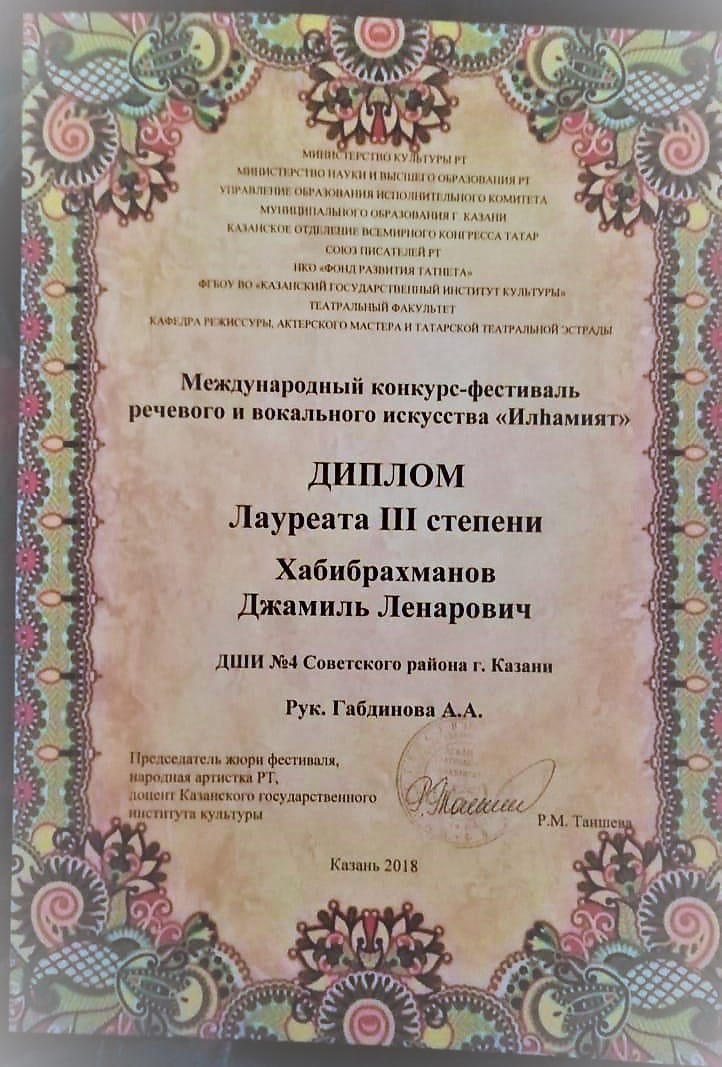 МИНИСТЕРСТВО КУЛЬТУРЫ РТ
МИНИСТЕРСТВО НАУКИ И ВЫСШЕГО ОБРАЗОВАНИЯ РТ
УПРАВЛЕНИЕ ОБРАЗОВАНИЯ ИСПОЛНИТЕЛЬНОГО КОМИТЕТА
МУНИЦИПАЛЬНОГО ОБРАЗОВАНИЯ Г. КАЗАНИ
КАЗАНСКОЕ ОТДЕЛЕНИЕ ВСЕМИРНОГО КОНГРЕССА ТАТАР
СОЮЗ ПИСАТЕЛЕЙ РТ
НКО «ФОНД РАЗВИТИЯ ТАТНЕТА»
ФГБОУ ВО «КАЗАНСКИЙ ГОСУДАРСТВЕННЫЙ ИНСТИТУТ КУЛЬТУРЫ»
ТЕАТРАЛЬНЫЙ ФАКУЛЬТЕТ
КАФЕДРА РЕЖИССУРЫ, АКТЕРСКОГО МАСТЕРА И ТАТАРСКОЙ ТЕАТРАЛЬНОЙ ЭСТРАДЫ
Международный конкурс-фестиваль
речевого и вокального искусства «Илһамият»
ДИПЛОМ
Лауреата III степени
Хабибрахманов
Джамиль Ленарович
ДШИ №4 Советского района г. Казани
Рук. Габдинова А.А.
Председатель жюри фестиваля,
народная артистка РТ,
доцент Казанского государственного
института культуры
Р.М. Таишева
Казань 2018